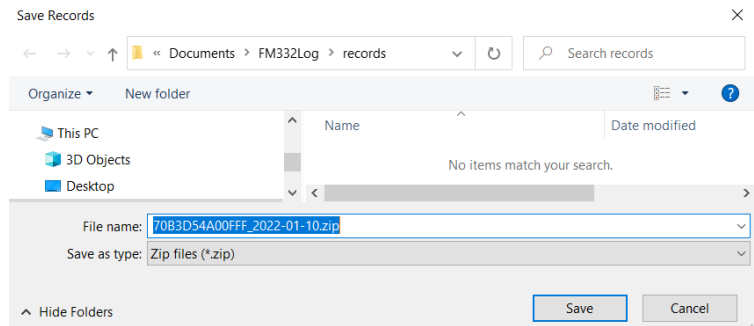 Save Records
« Documents > FM332Log > records
Search records
Organize
New folder
?
This PC
3D Objects
Desktop
Name
Date modified
No items match your search.
File name: 70B3D54A00FFF_2022-01-10.zip
Save as type: Zip files (*.zip)
Hide Folders
Save
Cancel